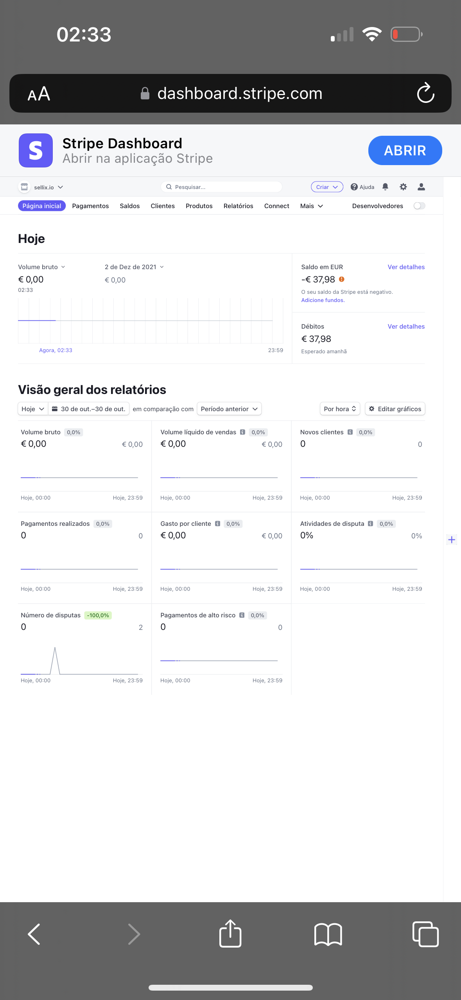 02:33
AA dashboard.stripe.com
S
Stripe Dashboard
Abrir na aplicação Stripe
ABRIR
sellix.io
Pesquisar...
Criar
Ajuda
Página inicial Pagamentos Saldos Clientes Produtos Relatórios Connect Mais Desenvolvedores
Hoje
Volume bruto
€ 0,00
02:33
2 de Dez de 2021
€ 0,00
Agora, 02:33
23:59
Saldo em EUR Ver detalhes
-€ 37,98
O seu saldo da Stripe está negativo.
Adicione fundos.
Débitos Ver detalhes
€ 37,98
Esperado amanhã
Visão geral dos relatórios
Hoje 30 de out.–30 de out. em comparação com Período anterior Por hora Editar gráficos
Volume bruto 0,0%
€ 0,00 € 0,00
Hoje, 00:00 Hoje, 23:59
Volume líquido de vendas 0,0%
€ 0,00 € 0,00
Hoje, 00:00 Hoje, 23:59
Novos clientes 0,0%
0 0
Hoje, 00:00 Hoje, 23:59
Pagamentos realizados 0,0%
0 0
Hoje, 00:00 Hoje, 23:59
Gasto por cliente 0,0%
€ 0,00 € 0,00
Hoje, 00:00 Hoje, 23:59
Atividades de disputa 0,0%
0% 0%
Hoje, 00:00 Hoje, 23:59
Número de disputas -100,0%
0 2
Hoje, 00:00 Hoje, 23:59
Pagamentos de alto risco 0,0%
0 0
Hoje, 00:00 Hoje, 23:59